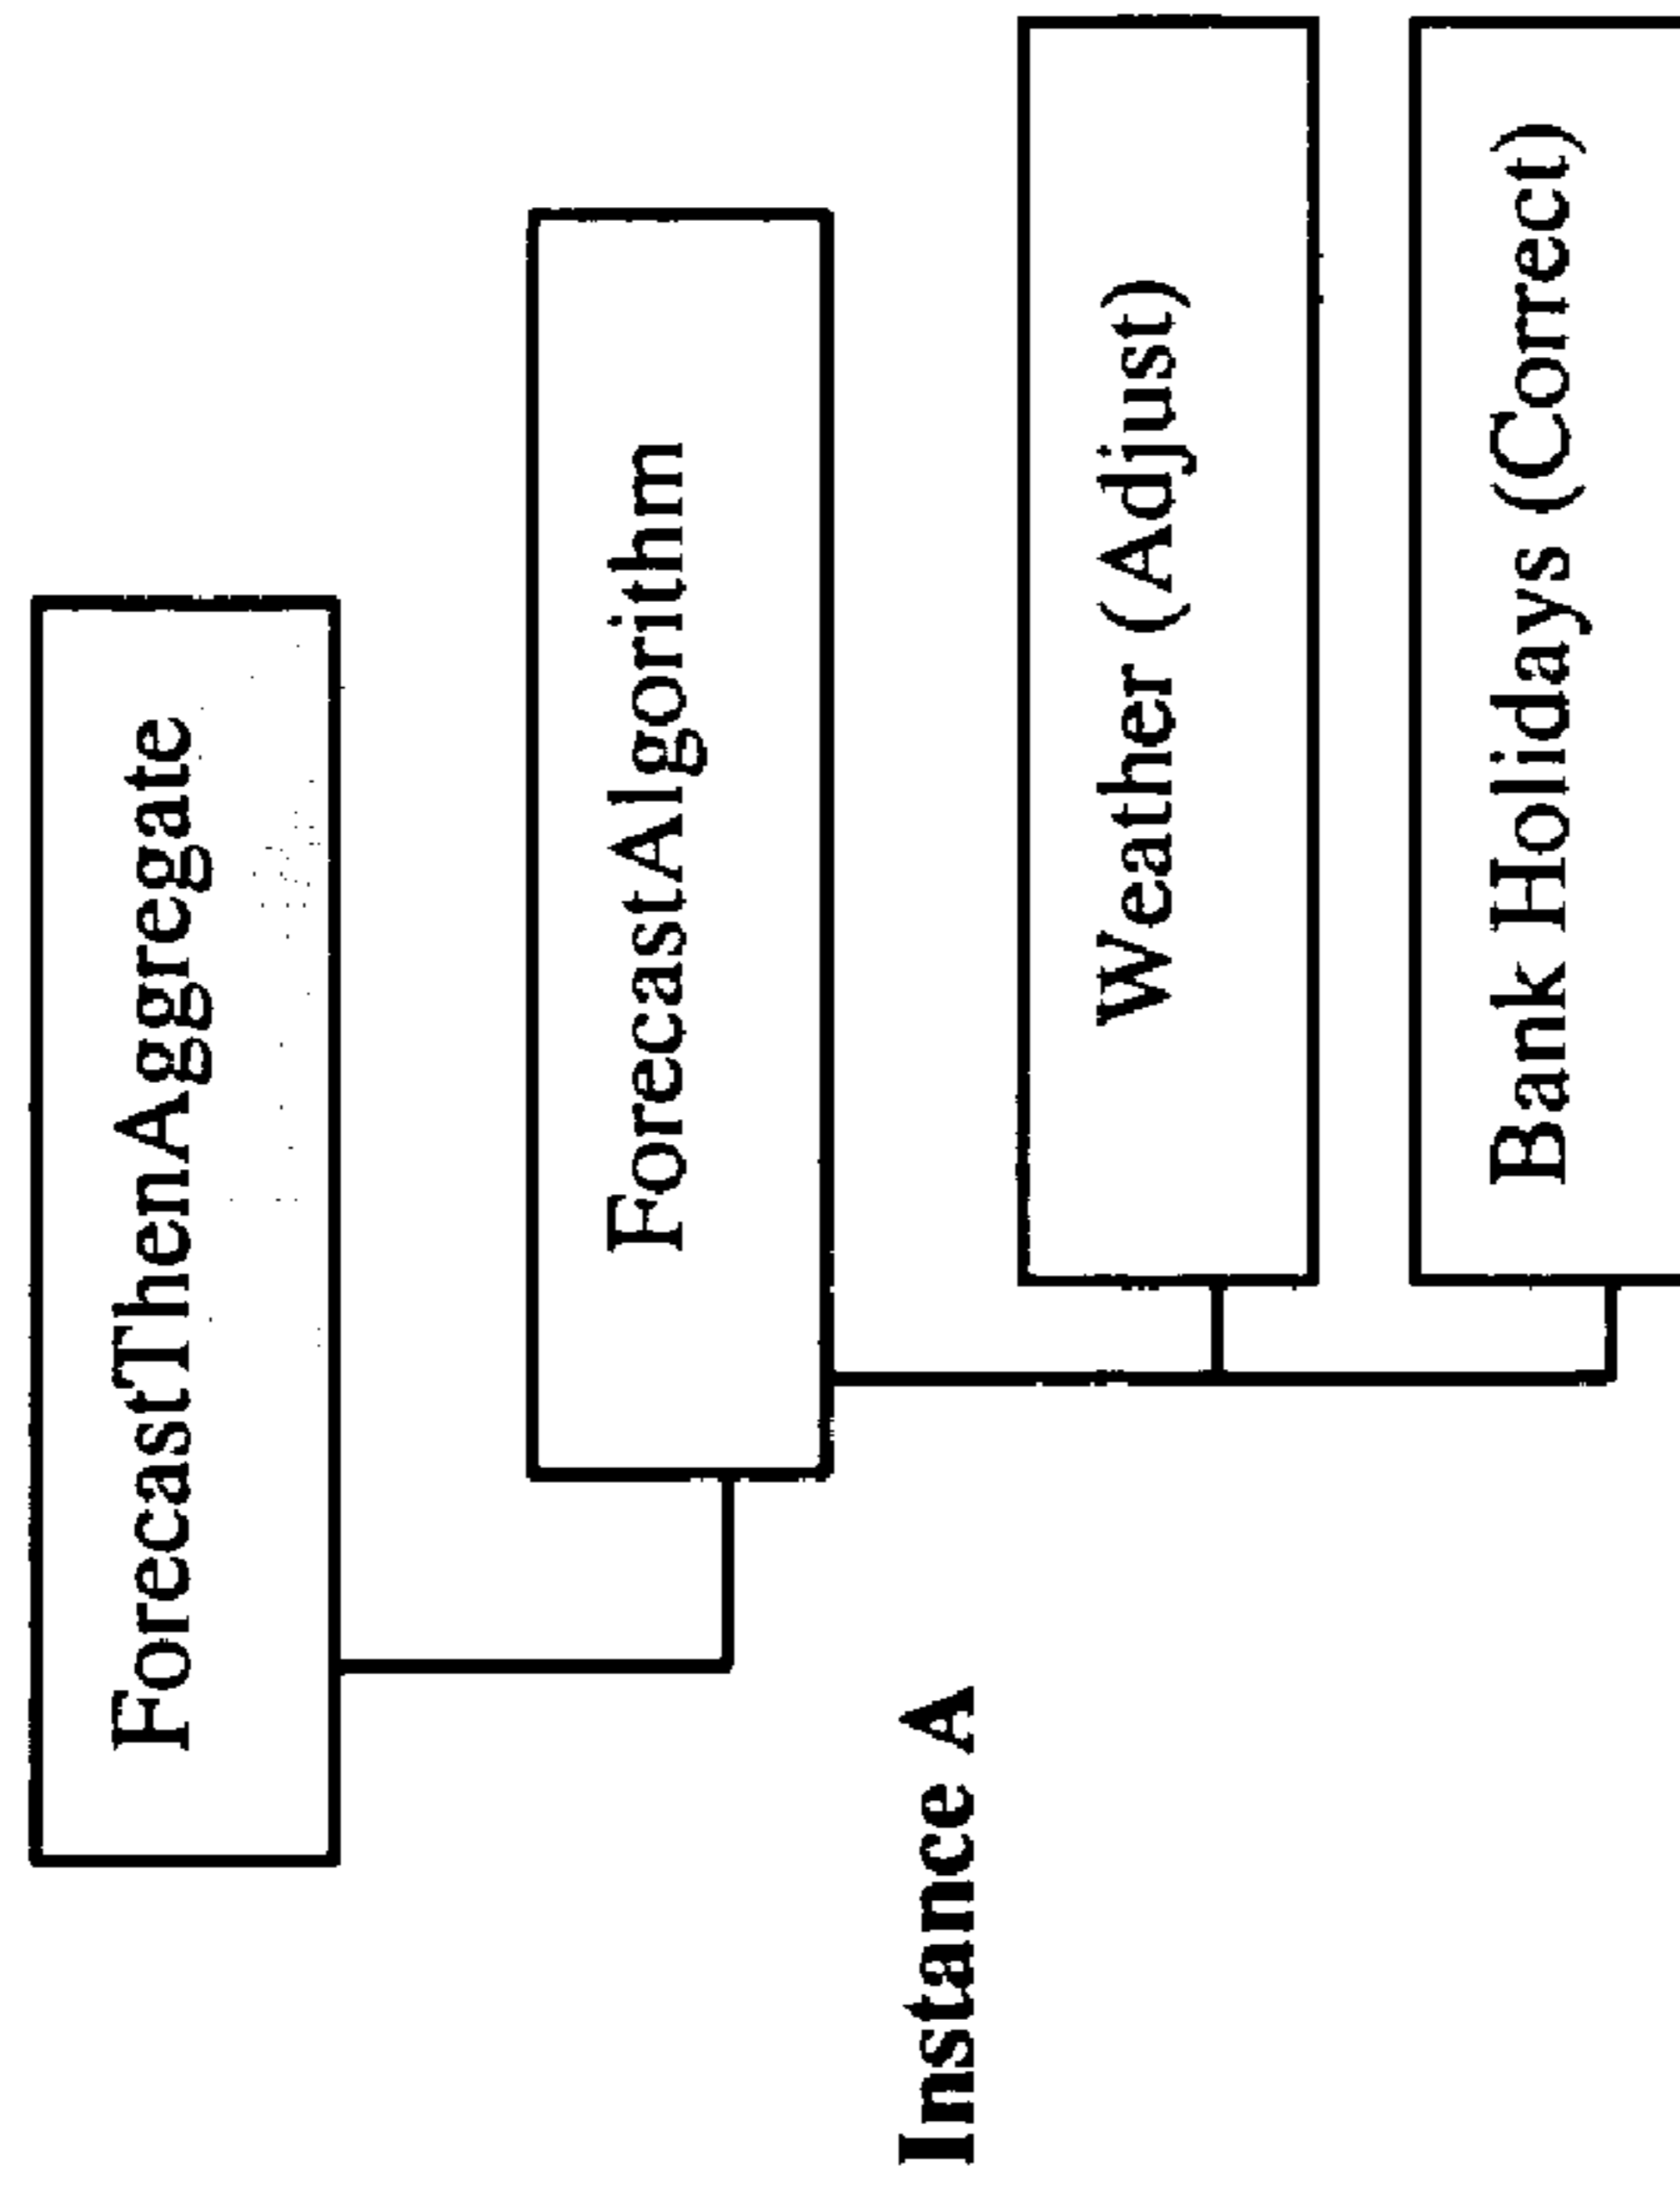 ForecastThenAggregate
ForecastAlgorithm
Instance A
Weather (Adjust)
Bank Holidays (Correct)